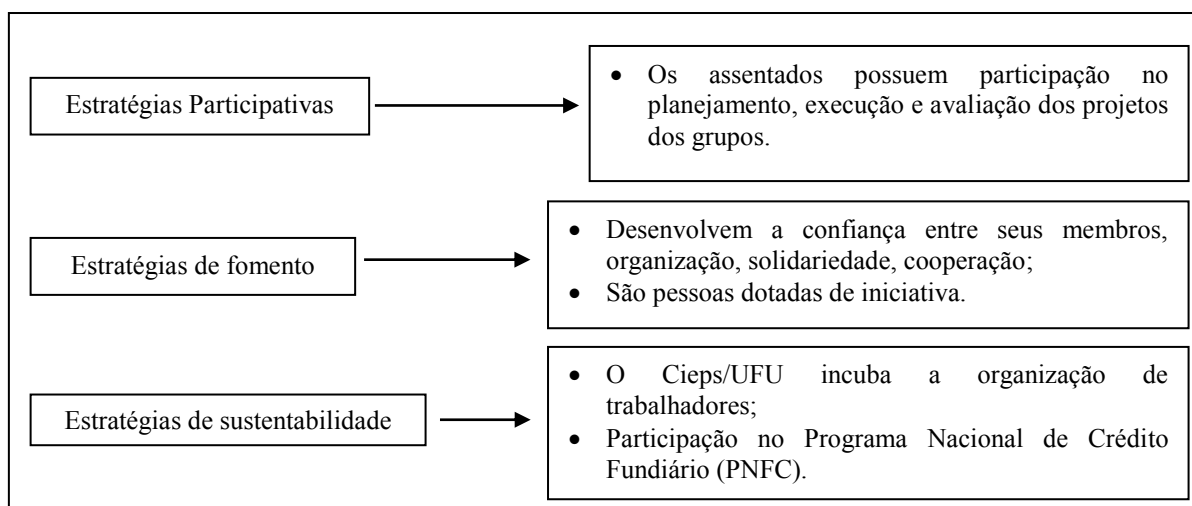 Estratégias Participativas
• Os assentados possuem participação no
planejamento, execução e avaliação dos projetos
dos grupos.
Estratégias de fomento
• Desenvolvem a confiança entre seus membros,
organização, solidariedade, cooperação;
• São pessoas dotadas de iniciativa.
Estratégias de sustentabilidade
• O Cieps/UFU incuba a organização de
trabalhadores;
• Participação no Programa Nacional de Crédito
Fundiário (PNFC).